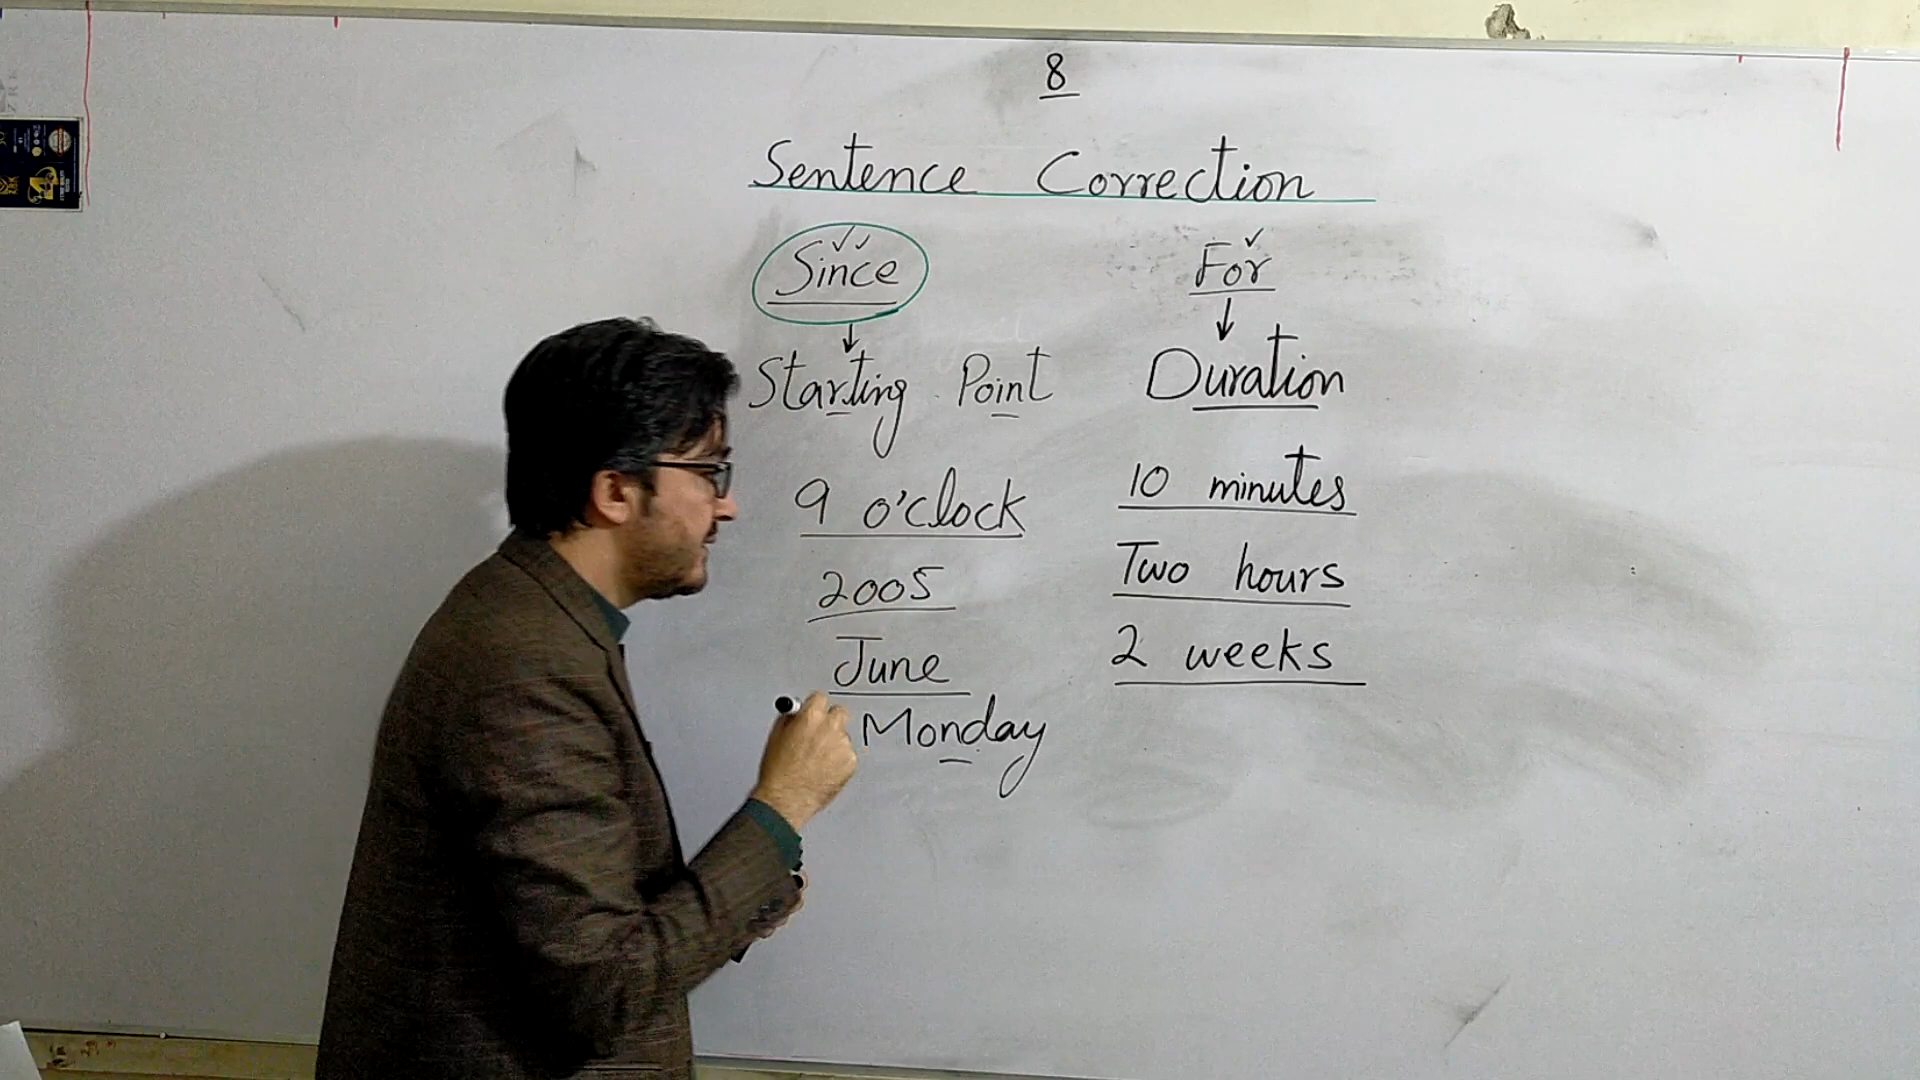 8
Sentence Correction
Since For
Starting Point Duration
9 o'clock 10 minutes
2005 Two hours
June 2 weeks
Monday